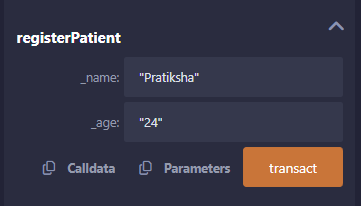 registerPatient
_name: "Pratiksha"
_age: "24"
Calldata Parameters transact